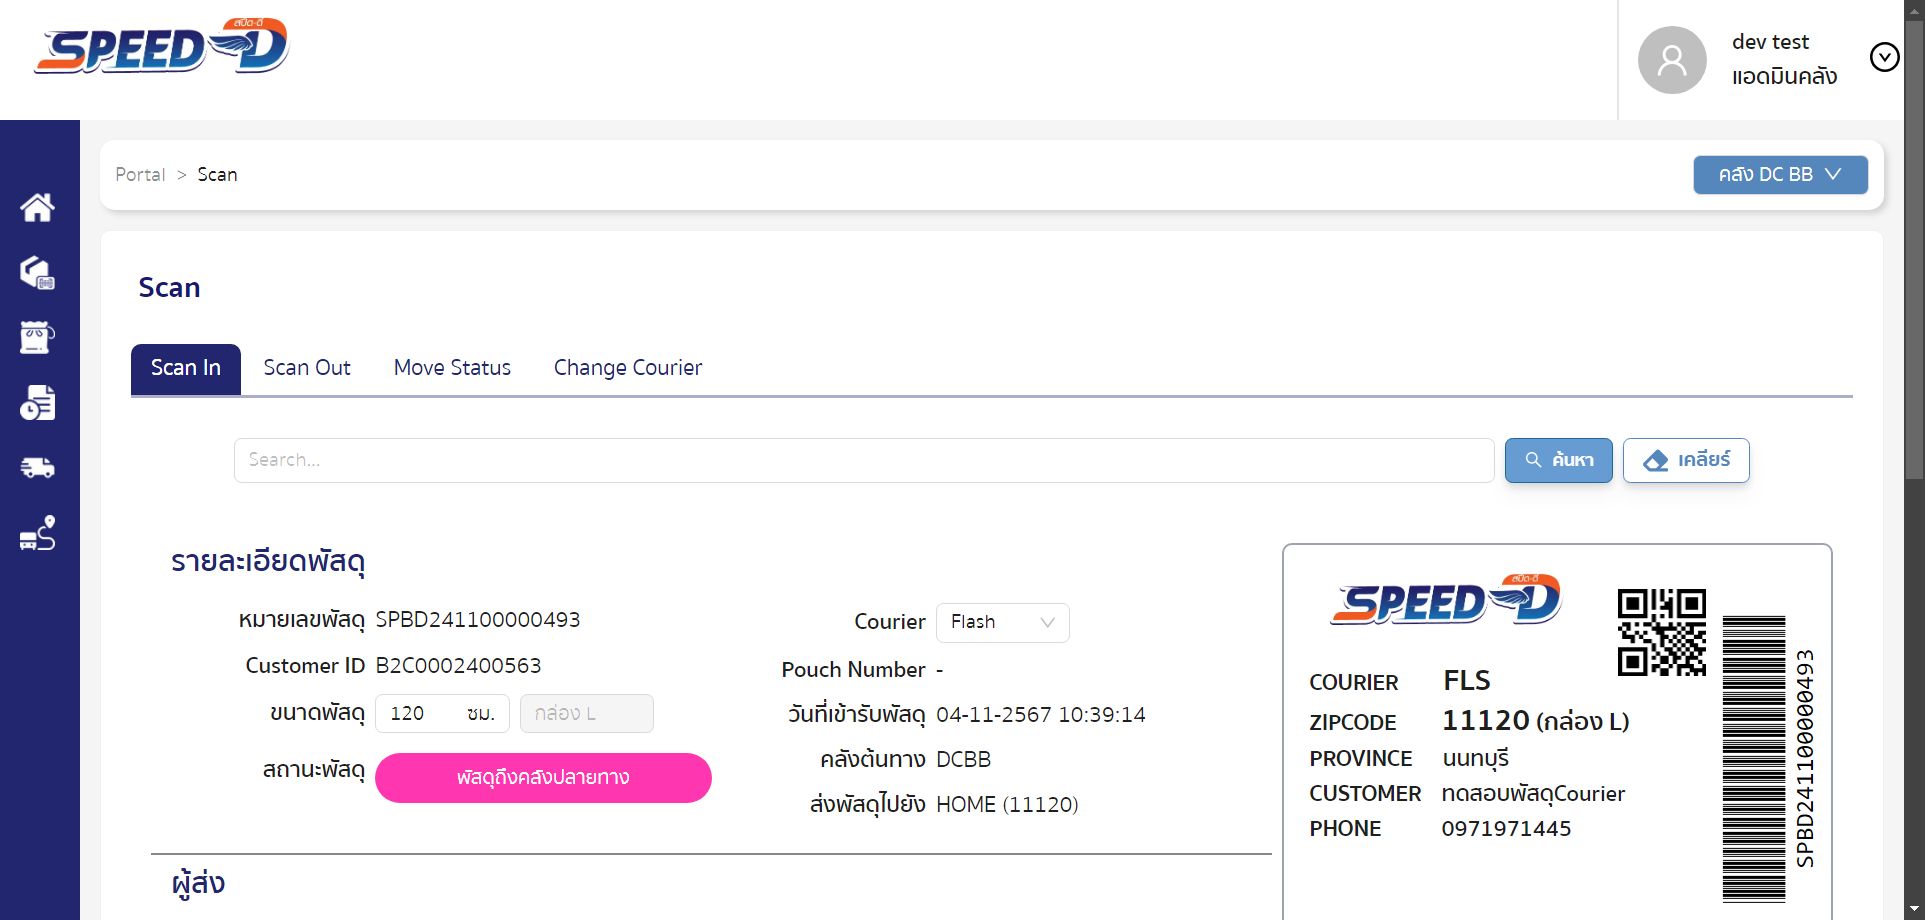 สปีด-ดี
SPEED-D
dev test
แอดมินคลัง
Portal > Scan
คลัง DC BB
Scan
Scan In
Scan Out
Move Status
Change Courier
Search...
ค้นหา
เคลียร์
รายละเอียดพัสดุ
หมายเลขพัสดุ SPBD241100000493
Customer ID B2C0002400563
ขนาดพัสดุ 120 ซม. กล่อง L
สถานะพัสดุ พัสดุถึงคลังปลายทาง
Courier Flash
Pouch Number -
วันที่เข้ารับพัสดุ 04-11-2567 10:39:14
คลังต้นทาง DCBB
ส่งพัสดุไปยัง HOME (11120)
สปีด-ดี
SPEED-D
COURIER FLS
ZIPCODE 11120 (กล่อง L)
PROVINCE นนทบุรี
CUSTOMER ทดสอบพัสดุCourier
PHONE 0971971445
SPBD241100000493
ผู้ส่ง